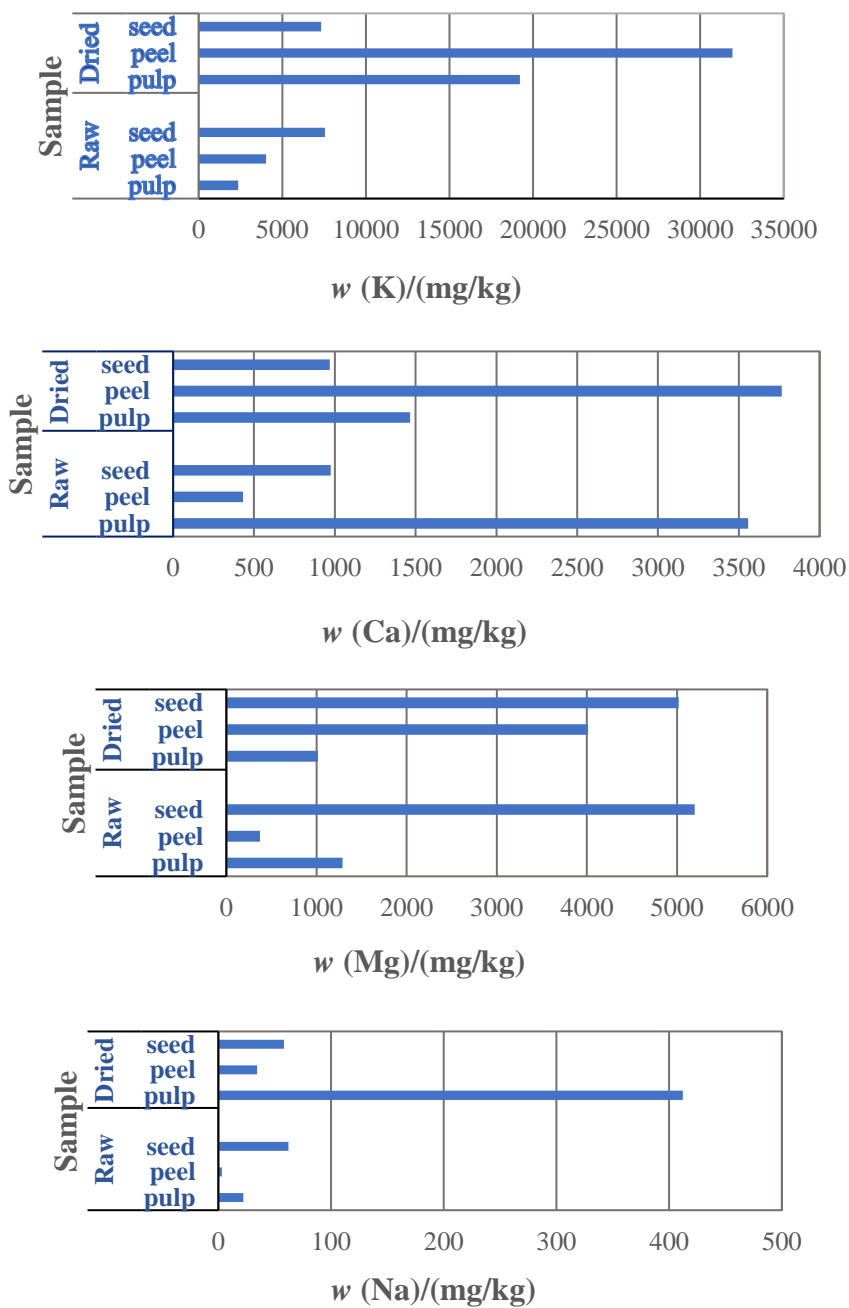 Sample
Dried
seed
peel
pulp
Raw
seed
peel
pulp
0 5000 10000 15000 20000 25000 30000 35000
w (K)/(mg/kg)
Sample
Dried
seed
peel
pulp
Raw
seed
peel
pulp
0 500 1000 1500 2000 2500 3000 3500 4000
w (Ca)/(mg/kg)
Sample
Dried
seed
peel
pulp
Raw
seed
peel
pulp
0 1000 2000 3000 4000 5000 6000
w (Mg)/(mg/kg)
Sample
Dried
seed
peel
pulp
Raw
seed
peel
pulp
0 100 200 300 400 500
w (Na)/(mg/kg)